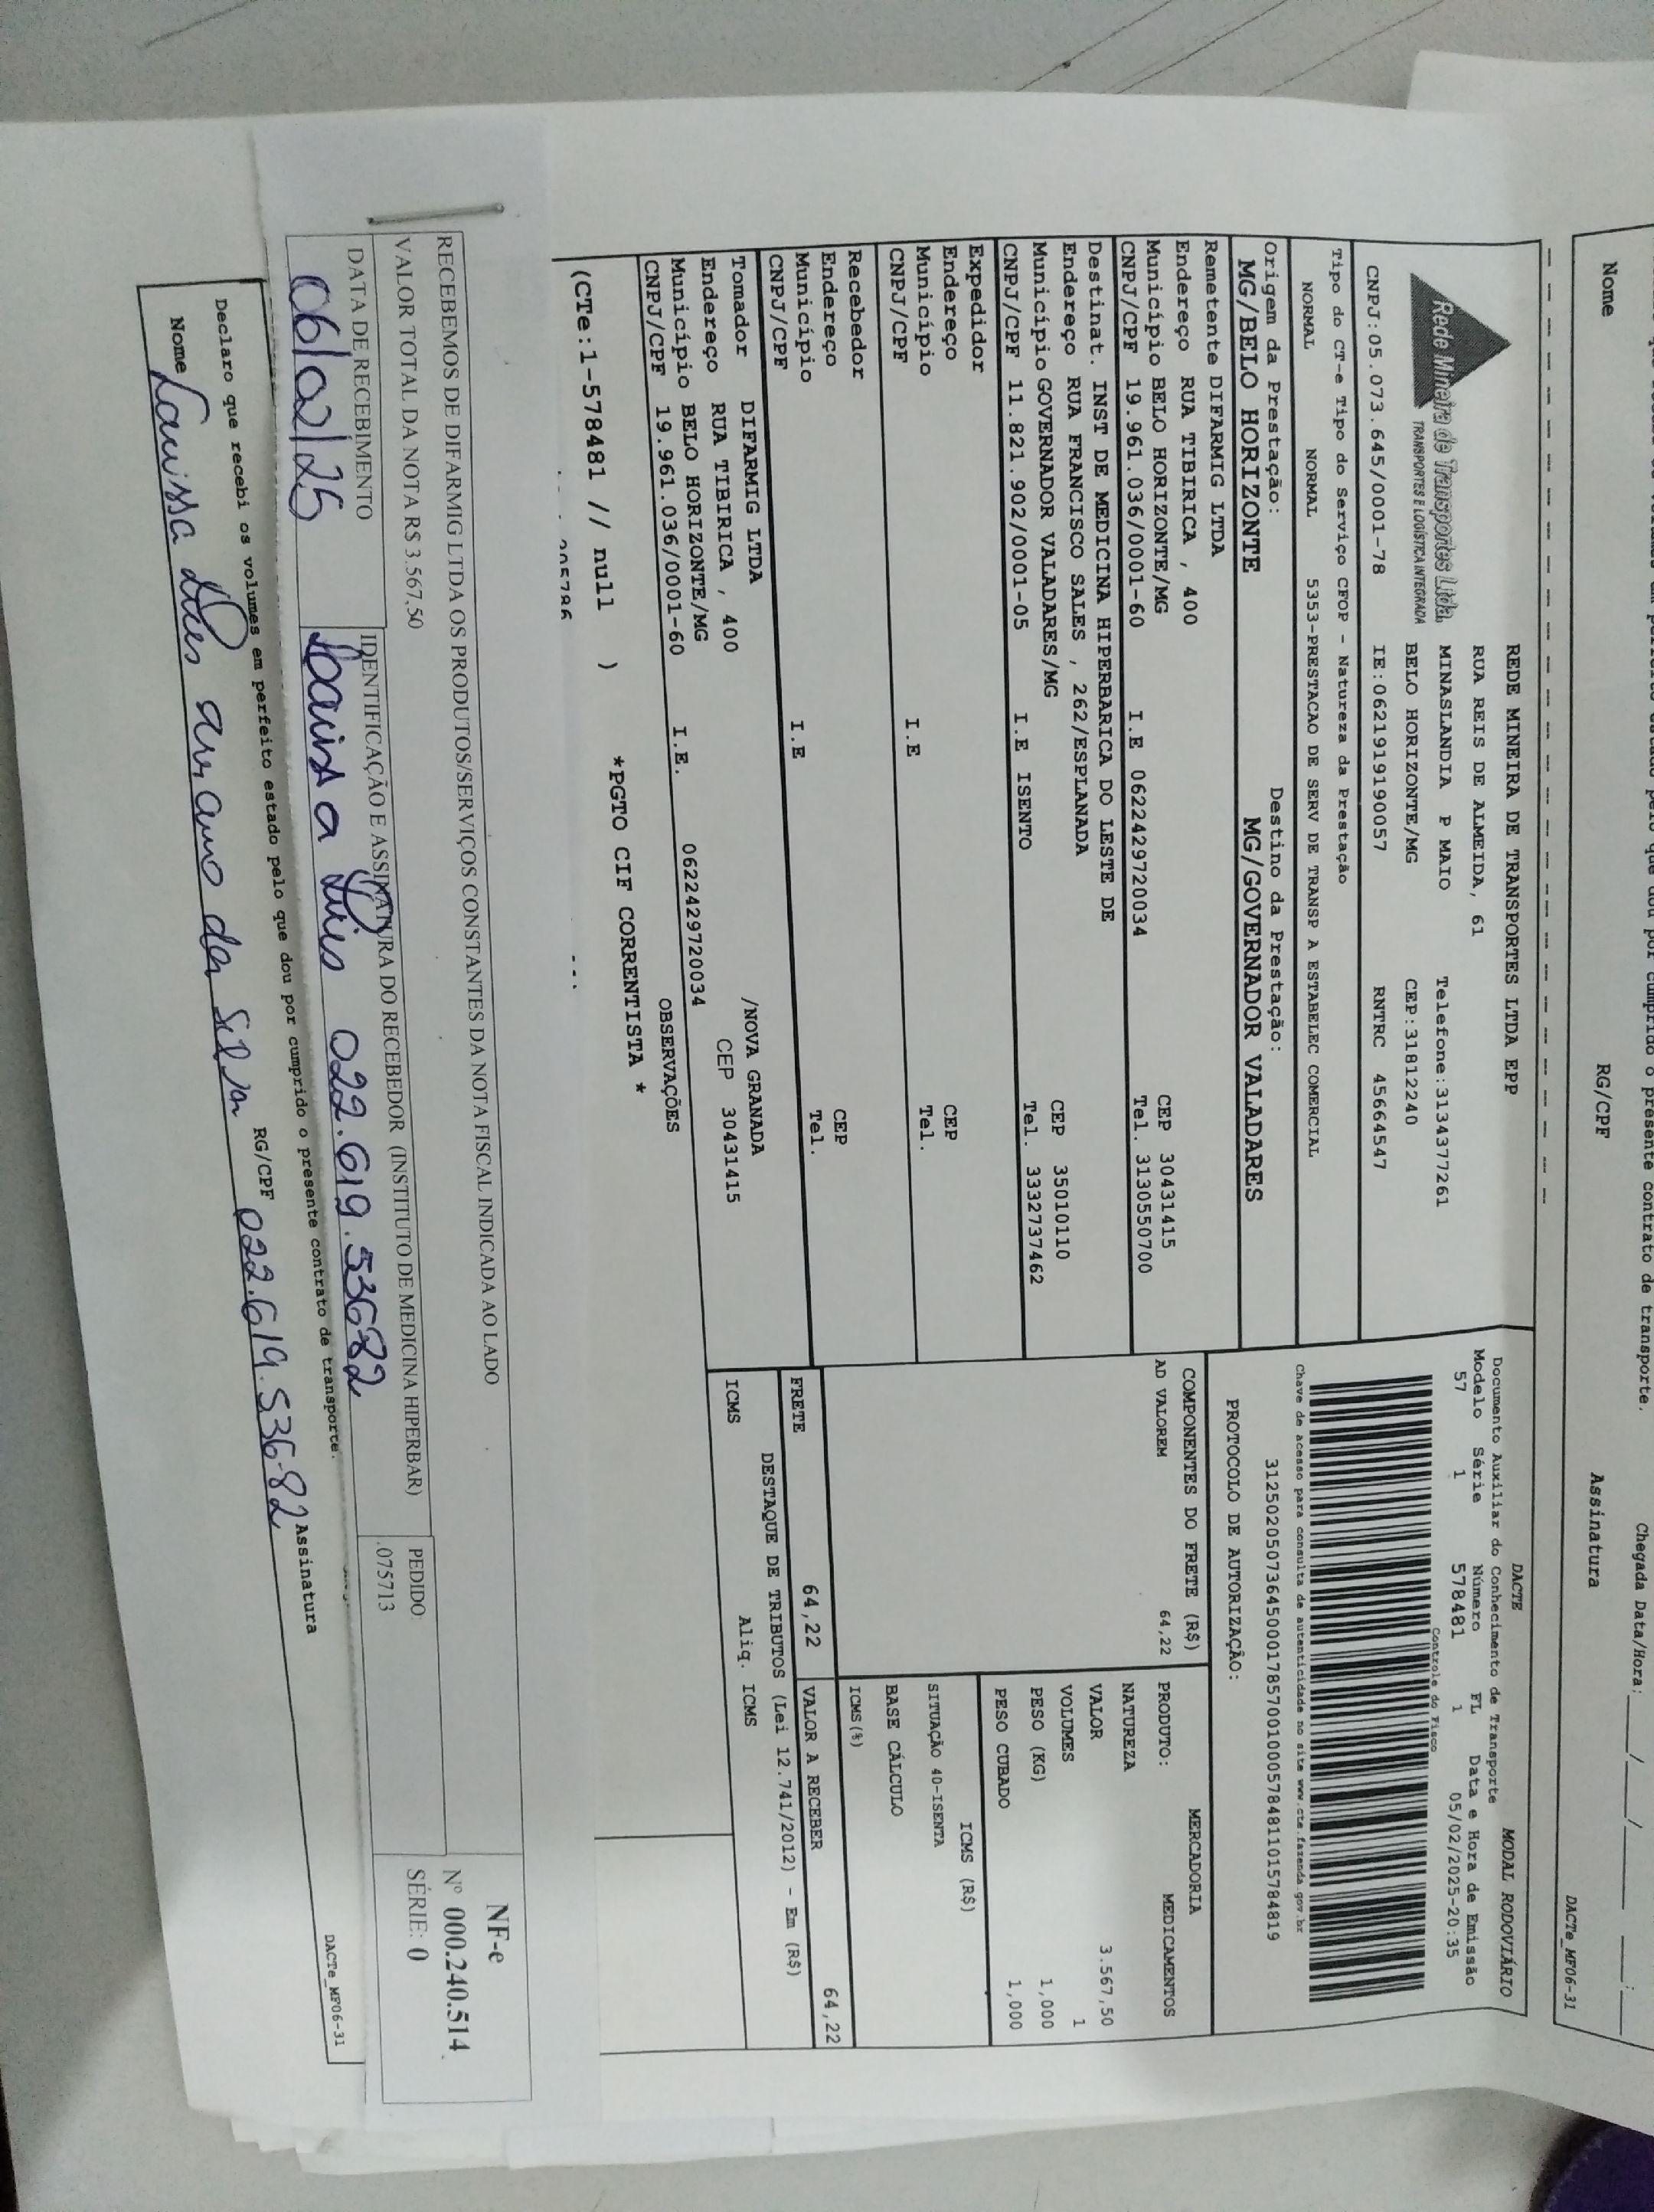 Chegada Data/Hora:___/___/_____ ___:___
Nome RG/CPF Assinatura
DACTe_MF06-31
Rede Mineira de Transportes Ltda.
TRANSPORTES E LOGÍSTICA INTEGRADA
REDE MINEIRA DE TRANSPORTES LTDA EPP
RUA REIS DE ALMEIDA, 61
MINASLANDIA P MAIO Telefone:3134377261
BELO HORIZONTE/MG CEP:31812240
CNPJ:05.073.645/0001-78 IE:0621919190057 RNTRC 45664547
DACTE MODAL RODOVIÁRIO
Documento Auxiliar do Conhecimento de Transporte
Modelo Série Número FL Data e Hora de Emissão
57 1 578481 1 05/02/2025-20:35
Controle do Fisco
Chave de acesso para consulta de autenticidade no site www.cte.fazenda.gov.br
31250205073645000178570010005784811015784819
PROTOCOLO DE AUTORIZAÇÃO:
Tipo do CT-e Tipo do Serviço CFOP - Natureza da Prestação
NORMAL NORMAL 5353-PRESTACAO DE SERV DE TRANSP A ESTABELEC COMERCIAL
Origem da Prestação: Destino da Prestação:
MG/BELO HORIZONTE MG/GOVERNADOR VALADARES
Remetente DIFARMIG LTDA
Endereço RUA TIBIRICA , 400 CEP 30431415
Município BELO HORIZONTE/MG Tel. 3130550700
CNPJ/CPF 19.961.036/0001-60 I.E 0622429720034
Destinat. INST DE MEDICINA HIPERBARICA DO LESTE DE
Endereço RUA FRANCISCO SALES , 262/ESPLANADA CEP 35010110
Município GOVERNADOR VALADARES/MG Tel. 3332737462
CNPJ/CPF 11.821.902/0001-05 I.E ISENTO
Expedidor
Endereço CEP
Município Tel.
CNPJ/CPF I.E
Recebedor
Endereço CEP
Município Tel.
CNPJ/CPF I.E
Tomador DIFARMIG LTDA /NOVA GRANADA
Endereço RUA TIBIRICA , 400 CEP 30431415
Município BELO HORIZONTE/MG
CNPJ/CPF 19.961.036/0001-60 I.E. 0622429720034
COMPONENTES DO FRETE (R$)
AD VALOREM 64,22
MERCADORIA
PRODUTO: MEDICAMENTOS
NATUREZA
VALOR 3.567,50
VOLUMES 1
PESO (KG) 1,000
PESO CUBADO 1,000
ICMS (R$)
SITUAÇÃO 40-ISENTA
BASE CÁLCULO
ICMS(%)
FRETE 64,22 VALOR A RECEBER 64,22
DESTAQUE DE TRIBUTOS (Lei 12.741/2012) - Em (R$)
ICMS Aliq. ICMS
OBSERVAÇÕES
*PGTO CIF CORRENTISTA *
(CTe:1-578481 // null )
RECEBEMOS DE DIFARMIG LTDA OS PRODUTOS/SERVIÇOS CONSTANTES DA NOTA FISCAL INDICADA AO LADO
VALOR TOTAL DA NOTA R$ 3.567,50
DATA DE RECEBIMENTO IDENTIFICAÇÃO E ASSINATURA DO RECEBEDOR (INSTITUTO DE MEDICINA HIPERBAR)
06/02/25 022.619.53682
PEDIDO:
.075713
NF-e
Nº 000.240.514
SÉRIE: 0
Declaro que recebi os volumes em perfeito estado pelo que dou por cumprido o presente contrato de transporte.
Nome da Silva RG/CPF 022.619.536-82 Assinatura
DACTe_MF06-31